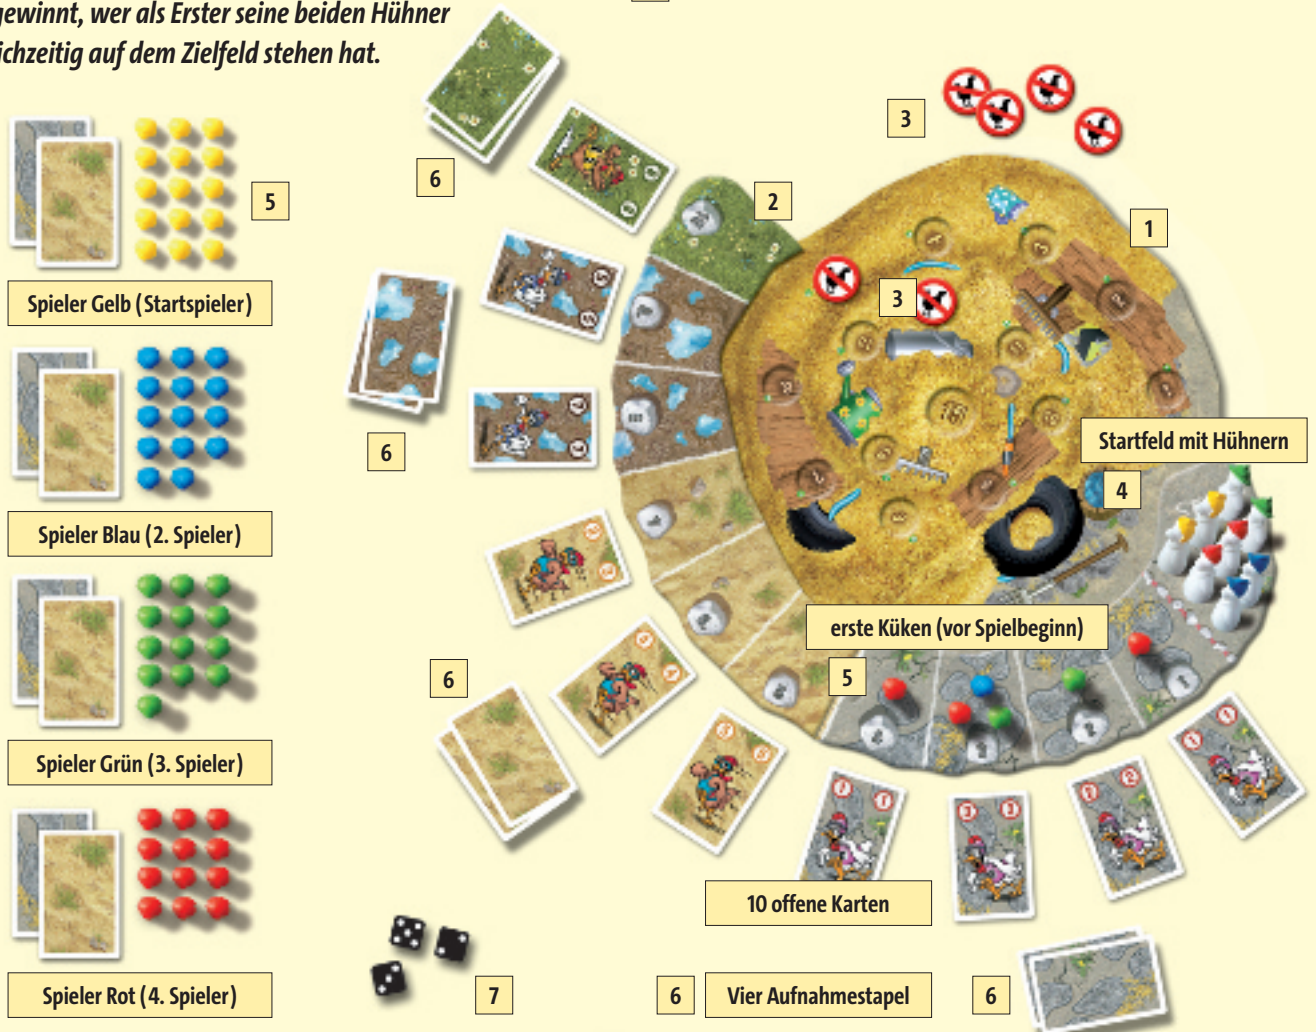 gewinnt, wer als Erster seine beiden Hühner
ichzeitig auf dem Zielfeld stehen hat.
3
6
2
5
1
Spieler Gelb (Startspieler)
3
6
Startfeld mit Hühnern
4
Spieler Blau (2. Spieler)
erste Küken (vor Spielbeginn)
6
5
Spieler Grün (3. Spieler)
10 offene Karten
Spieler Rot (4. Spieler)
7
6
Vier Aufnahmestapel
6